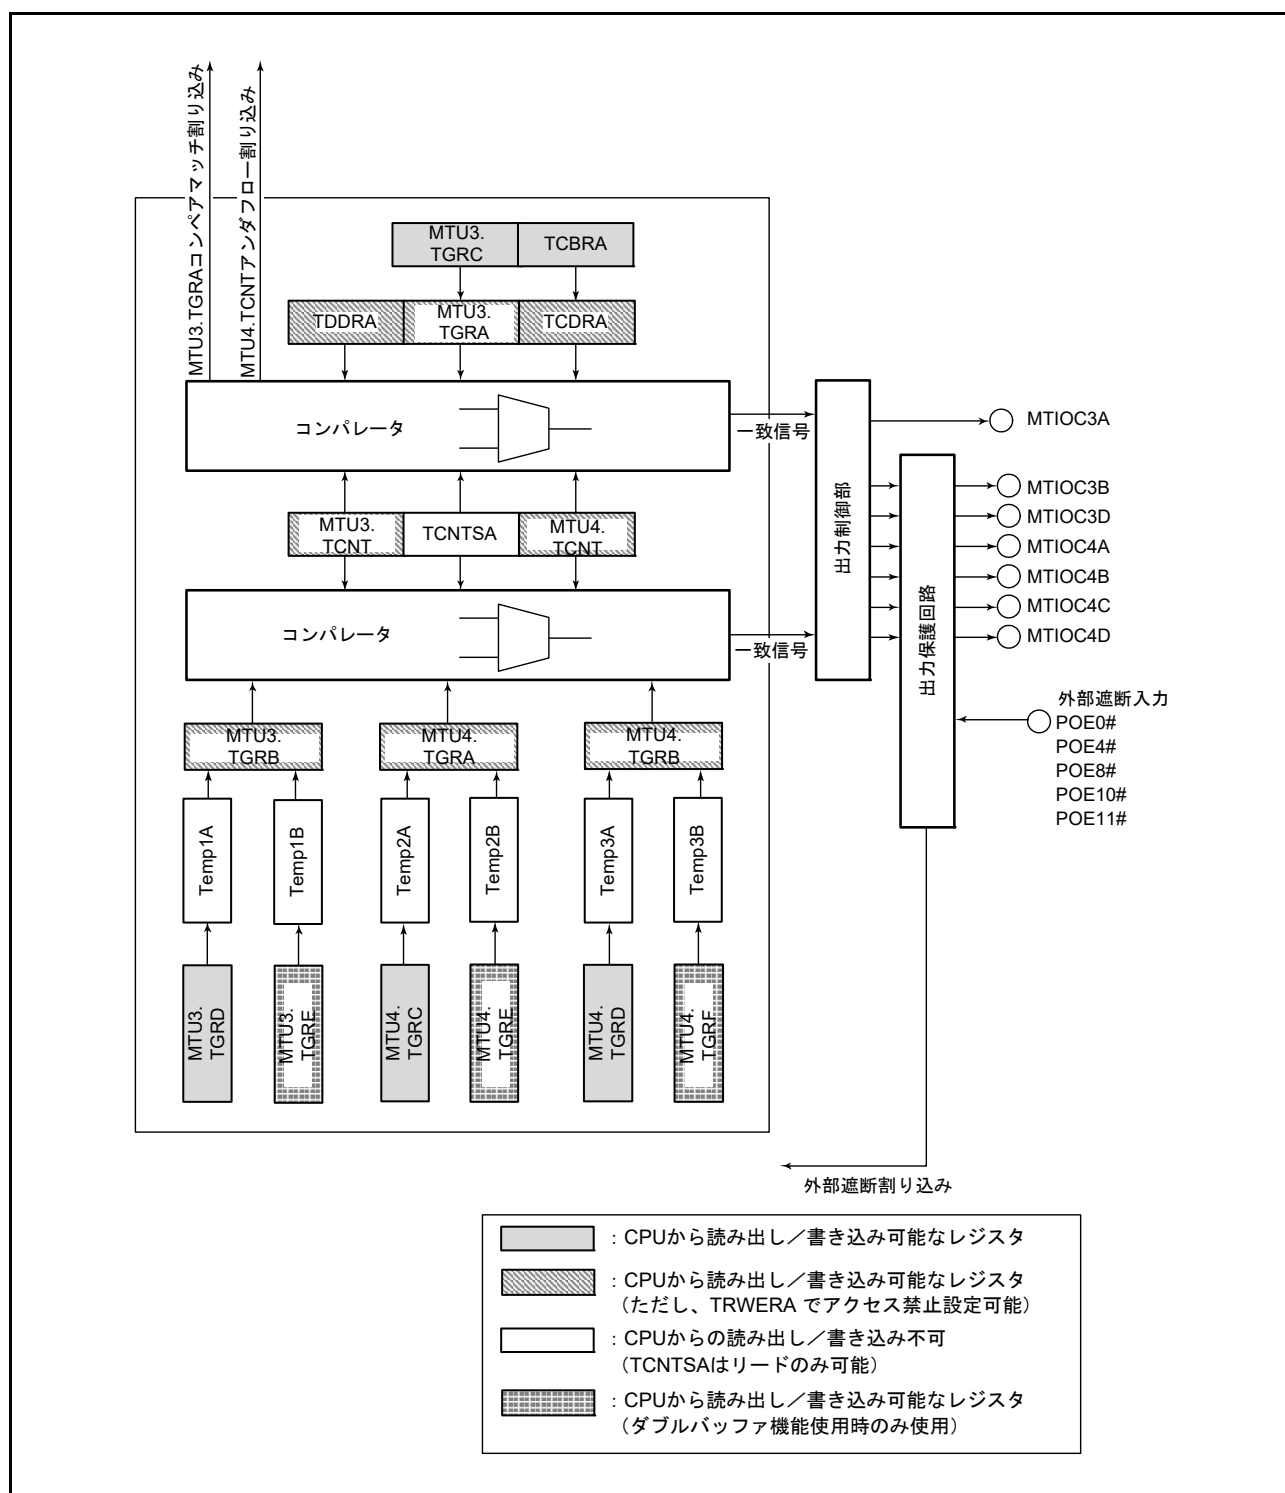 MTU3.TGRAコンペアマッチ割り込み
MTU4.TCNTアンダフロー割り込み
MTU3.
TGRC
TCBRA
TDDRA
MTU3.
TGRA
TCDRA
コンパレータ
一致信号
MTU3.
TCNT
TCNTSA
MTU4.
TCNT
コンパレータ
一致信号
出力制御部
出力保護回路
MTIOC3A
MTIOC3B
MTIOC3D
MTIOC4A
MTIOC4B
MTIOC4C
MTIOC4D
外部遮断入力
POE0#
POE4#
POE8#
POE10#
POE11#
MTU3.
TGRB
MTU4.
TGRA
MTU4.
TGRB
Temp1A
Temp1B
Temp2A
Temp2B
Temp3A
Temp3B
MTU3.
TGRD
MTU3.
TGRE
MTU4.
TGRC
MTU4.
TGRE
MTU4.
TGRD
MTU4.
TGRF
外部遮断割り込み
：CPUから読み出し／書き込み可能なレジスタ
：CPUから読み出し／書き込み可能なレジスタ
（ただし、TRWERA でアクセス禁止設定可能）
：CPUからの読み出し／書き込み不可
（TCNTSAはリードのみ可能）
：CPUから読み出し／書き込み可能なレジスタ
（ダブルバッファ機能使用時のみ使用）